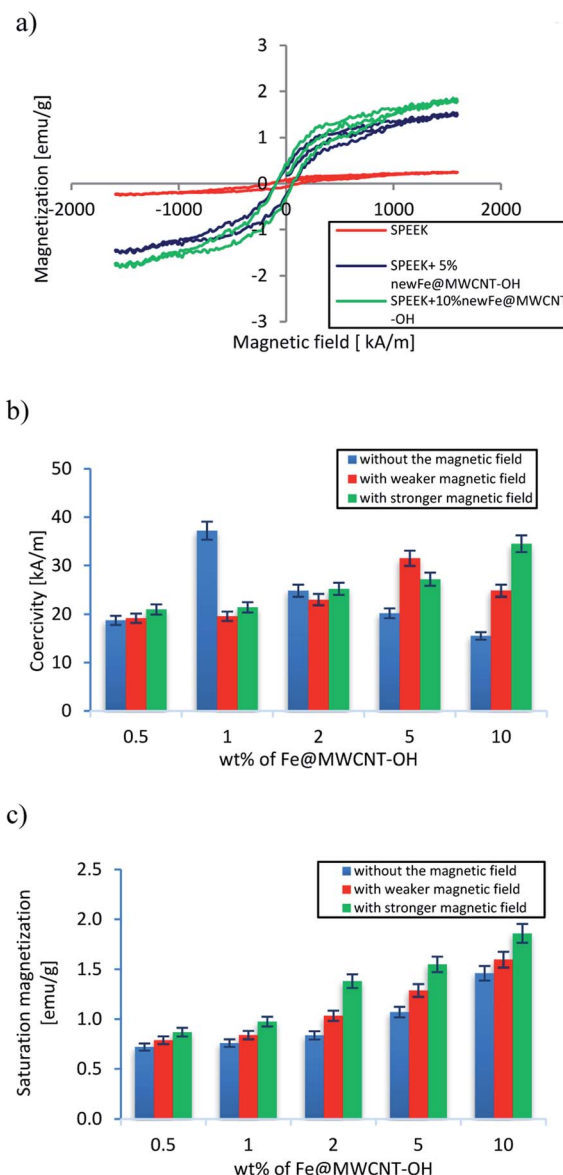 a)
3
2
1
0
-2000
-1000
0
1000
2000
-1
-2
-3
Magnetization [emu/g]
Magnetic field [ kA/m]
SPEEK
SPEEK+ 5%
newFe@MWCNT-OH
SPEEK+10%newFe@MWCNT
-OH
b)
without the magnetic field
with weaker magnetic field
with stronger magnetic field
50
40
30
20
10
0
Coercivity [kA/m]
0.5 1 2 5 10
wt% of Fe@MWCNT-OH
c)
without the magnetic field
with weaker magnetic field
with stronger magnetic field
2.5
2.0
1.5
1.0
0.5
0.0
Saturation magnetization
[emu/g]
0.5 1 2 5 10
wt% of Fe@MWCNT-OH